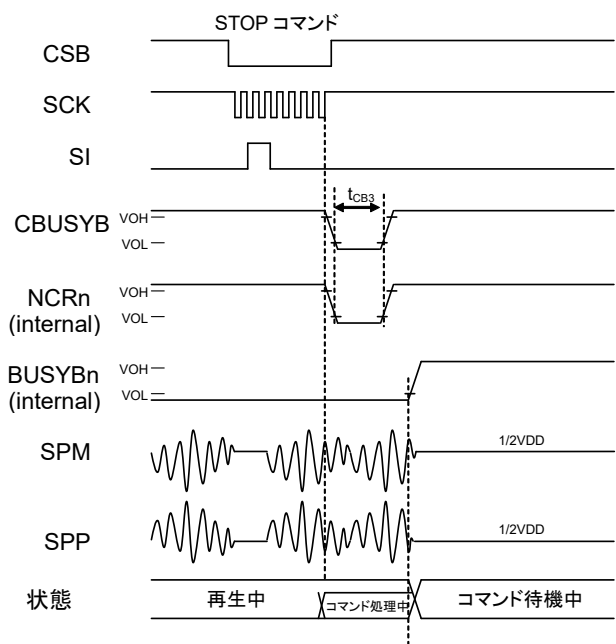 STOP コマンド
CSB
SCK
SI
tCB3
CBUSYB
VOH
VOL
NCRn
(internal)
VOH
VOL
BUSYBn
(internal)
VOH
VOL
SPM
1/2VDD
SPP
1/2VDD
状態
再生中
コマンド処理中
コマンド待機中